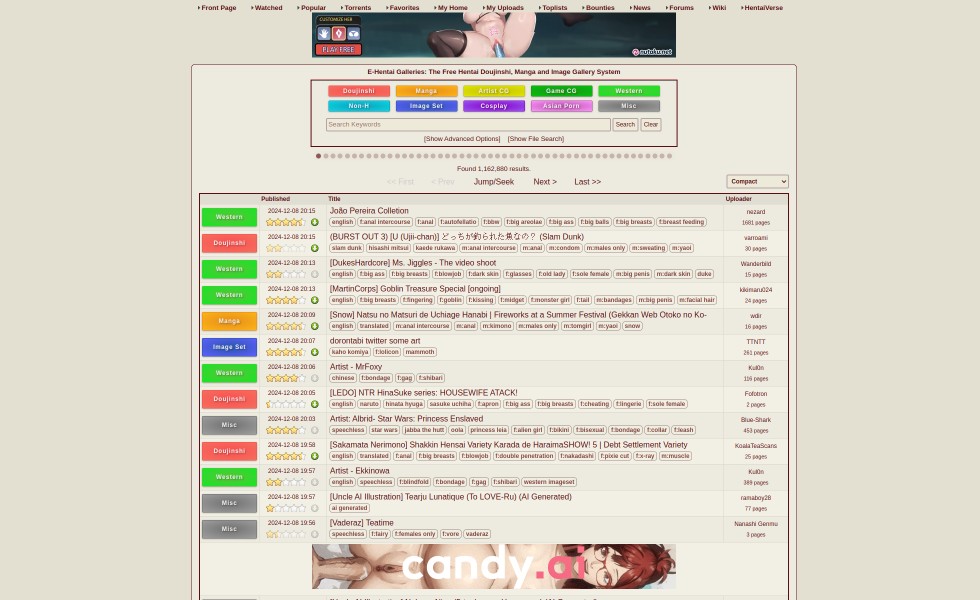 Front Page Watched Popular Torrents Favorites My Home My Uploads Toplists Bounties News Forums Wiki HentaiVerse
CUSTOMIZE HER
PLAY FREE
nutaku.net
E-Hentai Galleries: The Free Hentai Doujinshi, Manga and Image Gallery System
Doujinshi Manga Artist CG Game CG Western
Non-H Image Set Cosplay Asian Porn Misc
Search Keywords Search Clear
[Show Advanced Options] [Show File Search]
Found 1,162,880 results.
<< First < Prev Jump/Seek Next > Last >> Compact
Published Title Uploader
Western 2024-12-08 20:15 João Pereira Colletion nezard
english f:anal intercourse f:anal f:autofellatio f:bbw f:big areolae f:big ass f:big balls f:big breasts f:breast feeding 1681 pages
Doujinshi 2024-12-08 20:15 (BURST OUT 3) [U (Ujii-chan)] どっちが釣られた魚なの？ (Slam Dunk) varroami
slam dunk hisashi mitsui kaede rukawa m:anal intercourse m:anal m:condom m:males only m:sweating m:yaoi 30 pages
Western 2024-12-08 20:13 [DukesHardcore] Ms. Jiggles - The video shoot Wanderbild
english f:big ass f:big breasts f:blowjob f:dark skin f:glasses f:old lady f:sole female m:big penis m:dark skin duke 15 pages
Western 2024-12-08 20:13 [MartinCorps] Goblin Treasure Special [ongoing] kikimaru024
english f:big breasts f:fingering f:goblin f:kissing f:midget f:monster girl f:tail m:bandages m:big penis m:facial hair 24 pages
Manga 2024-12-08 20:09 [Snow] Natsu no Matsuri de Uchiage Hanabi | Fireworks at a Summer Festival (Gekkan Web Otoko no Ko- wdir
english translated m:anal intercourse m:anal m:kimono m:males only m:tomgirl m:yaoi snow 16 pages
Image Set 2024-12-08 20:07 dorontabi twitter some art TTNTT
kaho komiya f:lolicon mammoth 261 pages
Western 2024-12-08 20:06 Artist - MrFoxy Kul0n
chinese f:bondage f:gag f:shibari 116 pages
Doujinshi 2024-12-08 20:05 [LEDO] NTR HinaSuke series: HOUSEWIFE ATACK! Fofotron
english naruto hinata hyuga sasuke uchiha f:apron f:big ass f:big breasts f:cheating f:lingerie f:sole female 2 pages
Misc 2024-12-08 20:03 Artist: Albrid- Star Wars: Princess Enslaved Blue-Shark
speechless star wars jabba the hutt oola princess leia f:alien girl f:bikini f:bisexual f:bondage f:collar f:leash 453 pages
Doujinshi 2024-12-08 19:58 [Sakamata Nerimono] Shakkin Hensai Variety Karada de HaraimaSHOW! 5 | Debt Settlement Variety KoalaTeaScans
english translated f:anal f:big breasts f:blowjob f:double penetration f:nakadashi f:pixie cut f:x-ray m:muscle 25 pages
Western 2024-12-08 19:57 Artist - Ekkinowa Kul0n
english speechless f:blindfold f:bondage f:gag f:shibari western imageset 389 pages
Misc 2024-12-08 19:57 [Uncle AI Illustration] Tearju Lunatique (To LOVE-Ru) (AI Generated) ramaboy28
ai generated 77 pages
Misc 2024-12-08 19:56 [Vaderaz] Teatime Nanashi Genmu
speechless f:fairy f:females only f:vore vaderaz 3 pages
candy.ai